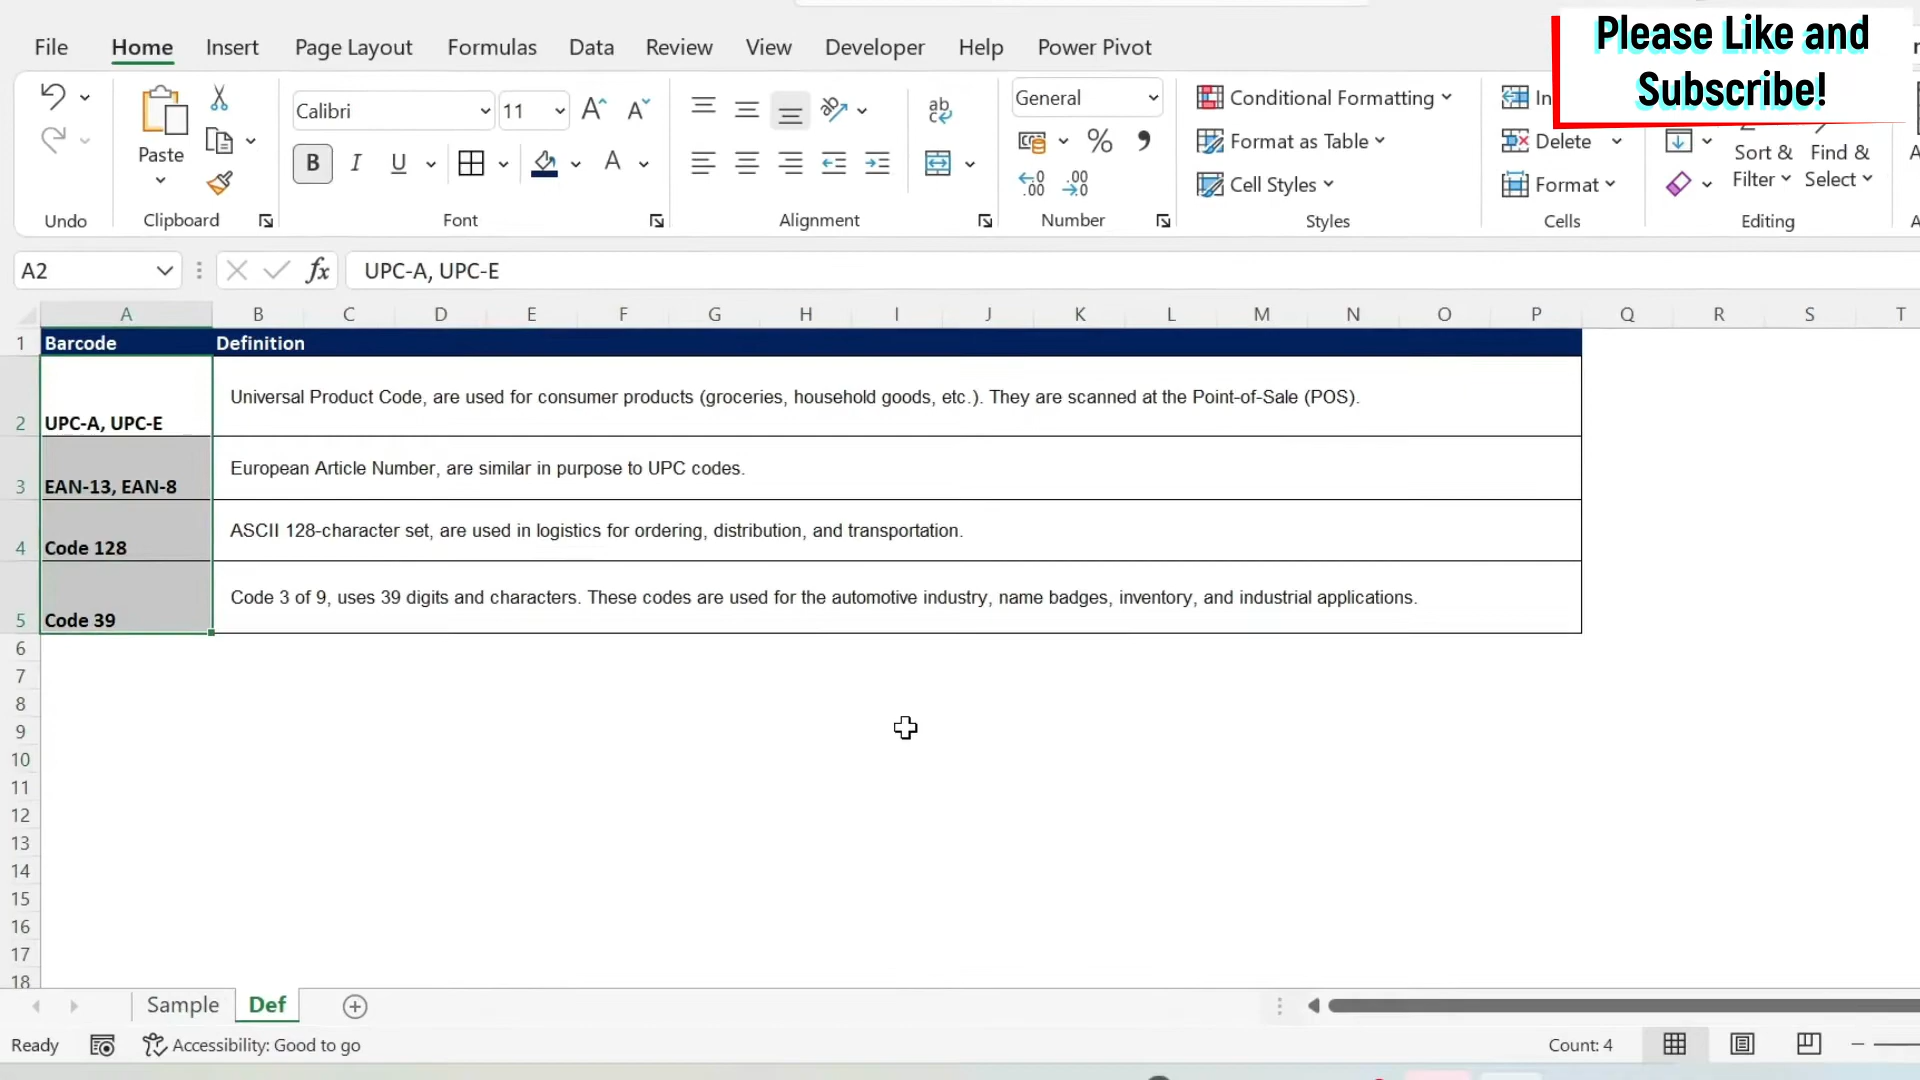 Please Like and
Subscribe!
File Home Insert Page Layout Formulas Data Review View Developer Help Power Pivot
Calibri 11 General Conditional Formatting
Paste B I U A % Format as Table Delete Sort & Find &
Cell Styles Format Filter Select
Undo Clipboard Font Alignment Number Styles Cells Editing
A2 fx UPC-A, UPC-E
A B C D E F G H I J K L M N O P Q R S T
1 Barcode Definition
2 UPC-A, UPC-E Universal Product Code, are used for consumer products (groceries, household goods, etc.). They are scanned at the Point-of-Sale (POS).
3 EAN-13, EAN-8 European Article Number, are similar in purpose to UPC codes.
4 Code 128 ASCII 128-character set, are used in logistics for ordering, distribution, and transportation.
5 Code 39 Code 3 of 9, uses 39 digits and characters. These codes are used for the automotive industry, name badges, inventory, and industrial applications.
6
7
8
9
10
11
12
13
14
15
16
17
18
Sample Def
Ready Accessibility: Good to go Count: 4